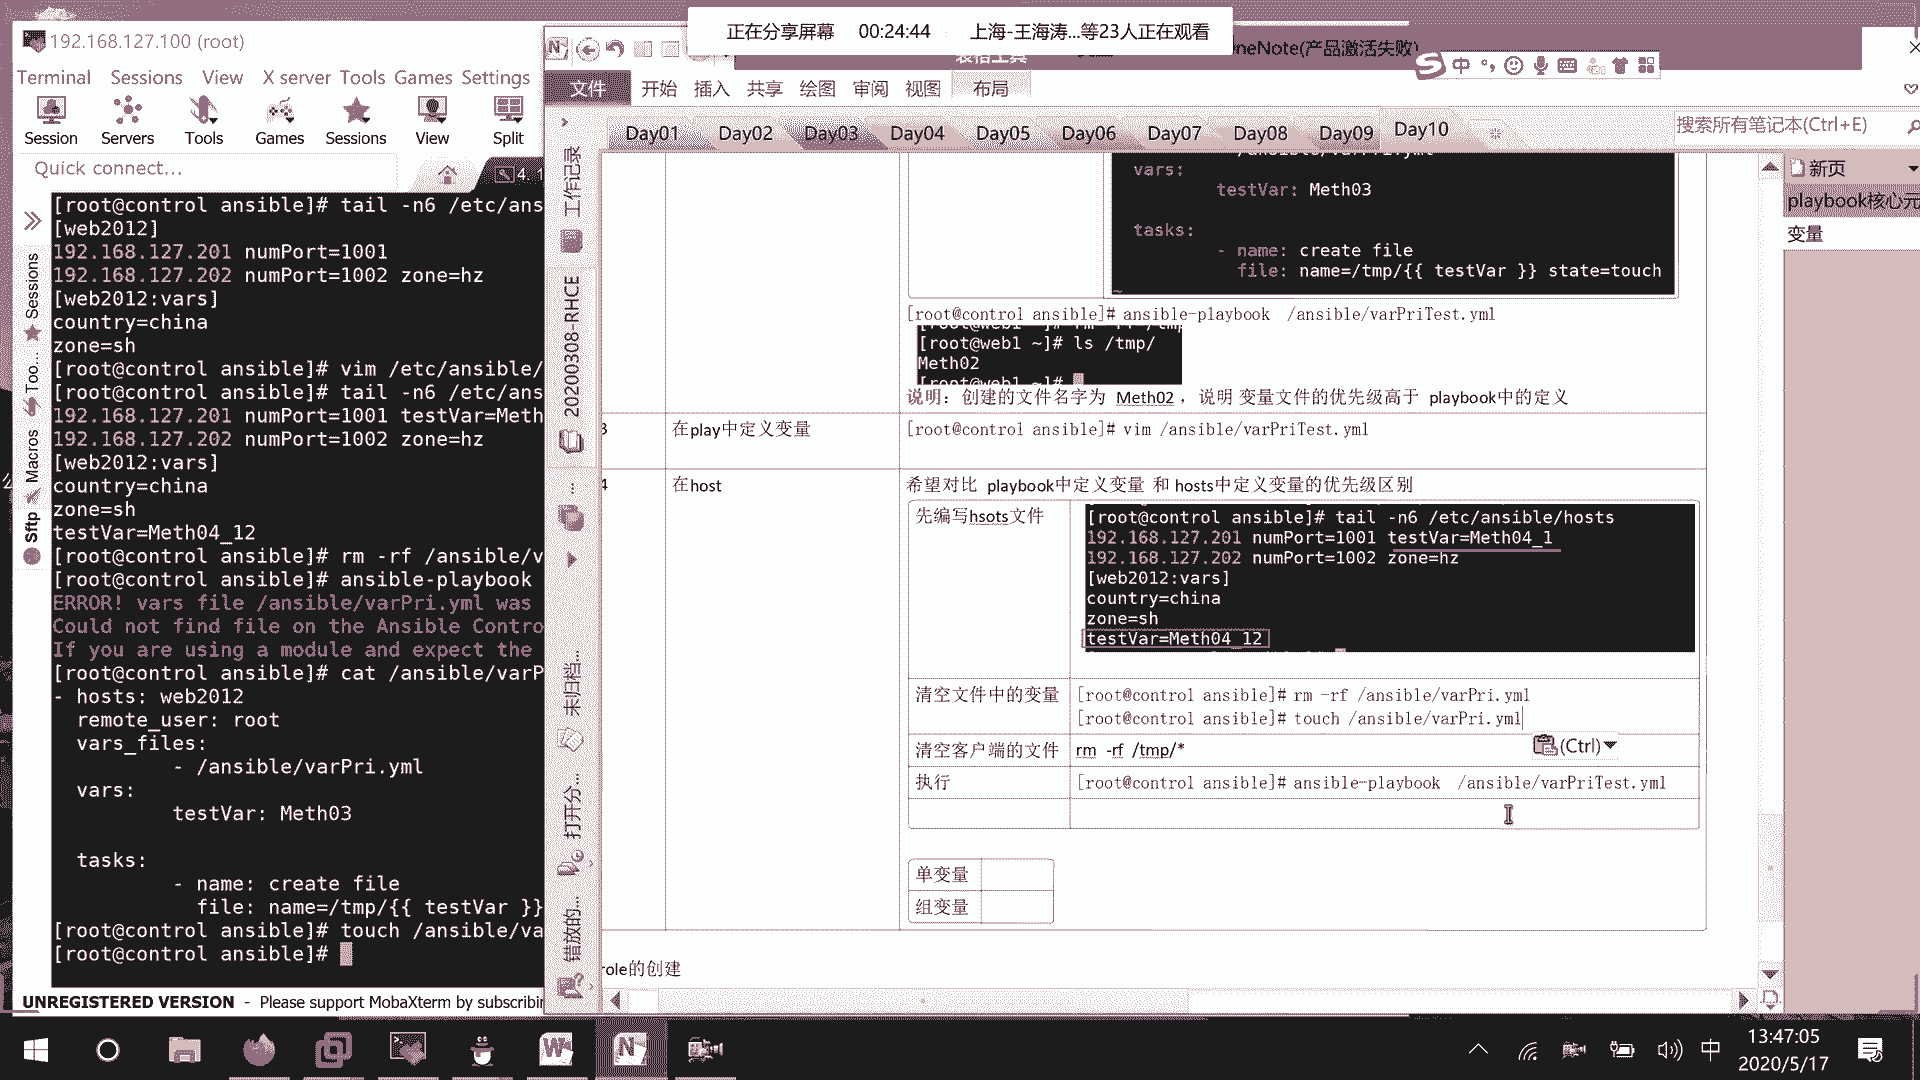 正在分享屏幕 00:24:44 上海-王海涛...等23人正在观看
192.168.127.100 (root)
Terminal Sessions View X server Tools Games Settings
Session Servers Tools Games Sessions View Split
Quick connect...
4. 1
Sessions
Too...
Macros
Sftp
[root@control ansible]# tail -n6 /etc/ans
[web2012]
192.168.127.201 numPort=1001
192.168.127.202 numPort=1002 zone=hz
[web2012:vars]
country=china
zone=sh
[root@control ansible]# vim /etc/ansible/
[root@control ansible]# tail -n6 /etc/ans
192.168.127.201 numPort=1001 testVar=Meth
192.168.127.202 numPort=1002 zone=hz
[web2012:vars]
country=china
zone=sh
testVar=Meth04_12
[root@control ansible]# rm -rf /ansible/v
[root@control ansible]# ansible-playbook
ERROR! vars file /ansible/varPri.yml was
Could not find file on the Ansible Contro
If you are using a module and expect the
[root@control ansible]# cat /ansible/varP
- hosts: web2012
remote_user: root
vars_files:
- /ansible/varPri.yml
vars:
testVar: Meth03
tasks:
- name: create file
file: name=/tmp/{{ testVar }}
[root@control ansible]# touch /ansible/va
[root@control ansible]#
UNREGISTERED VERSION - Please support MobaXterm by subscribin
neNote(产品激活失败)
中
文件 开始 插入 共享 绘图 审阅 视图 布局
Day01 Day02 Day03 Day04 Day05 Day06 Day07 Day08 Day09 Day10
搜索所有笔记本(Ctrl+E)
新页
playbook核心元
变量
工作记录
20200308-RHCE
...
未归档...
打开分...
错放的...
vars:
testVar: Meth03
tasks:
- name: create file
file: name=/tmp/{{ testVar }} state=touch
~
[root@control ansible]# ansible-playbook /ansible/varPriTest.yml
[root@web1 ~]# ls /tmp/
Meth02
[root@web1 ~]#
说明：创建的文件名字为 Meth02 ，说明 变量文件的优先级高于 playbook中的定义
3 在play中定义变量 [root@control ansible]# vim /ansible/varPriTest.yml
4 在host 希望对比 playbook中定义变量 和 hosts中定义变量的优先级区别
先编写hsots文件
[root@control ansible]# tail -n6 /etc/ansible/hosts
192.168.127.201 numPort=1001 testVar=Meth04_1
192.168.127.202 numPort=1002 zone=hz
[web2012:vars]
country=china
zone=sh
testVar=Meth04_12
清空文件中的变量 [root@control ansible]# rm -rf /ansible/varPri.yml
[root@control ansible]# touch /ansible/varPri.yml
清空客户端的文件 rm -rf /tmp/*
(Ctrl)
执行 [root@control ansible]# ansible-playbook /ansible/varPriTest.yml
单变量
组变量
role的创建
中
13:47:05
2020/5/17